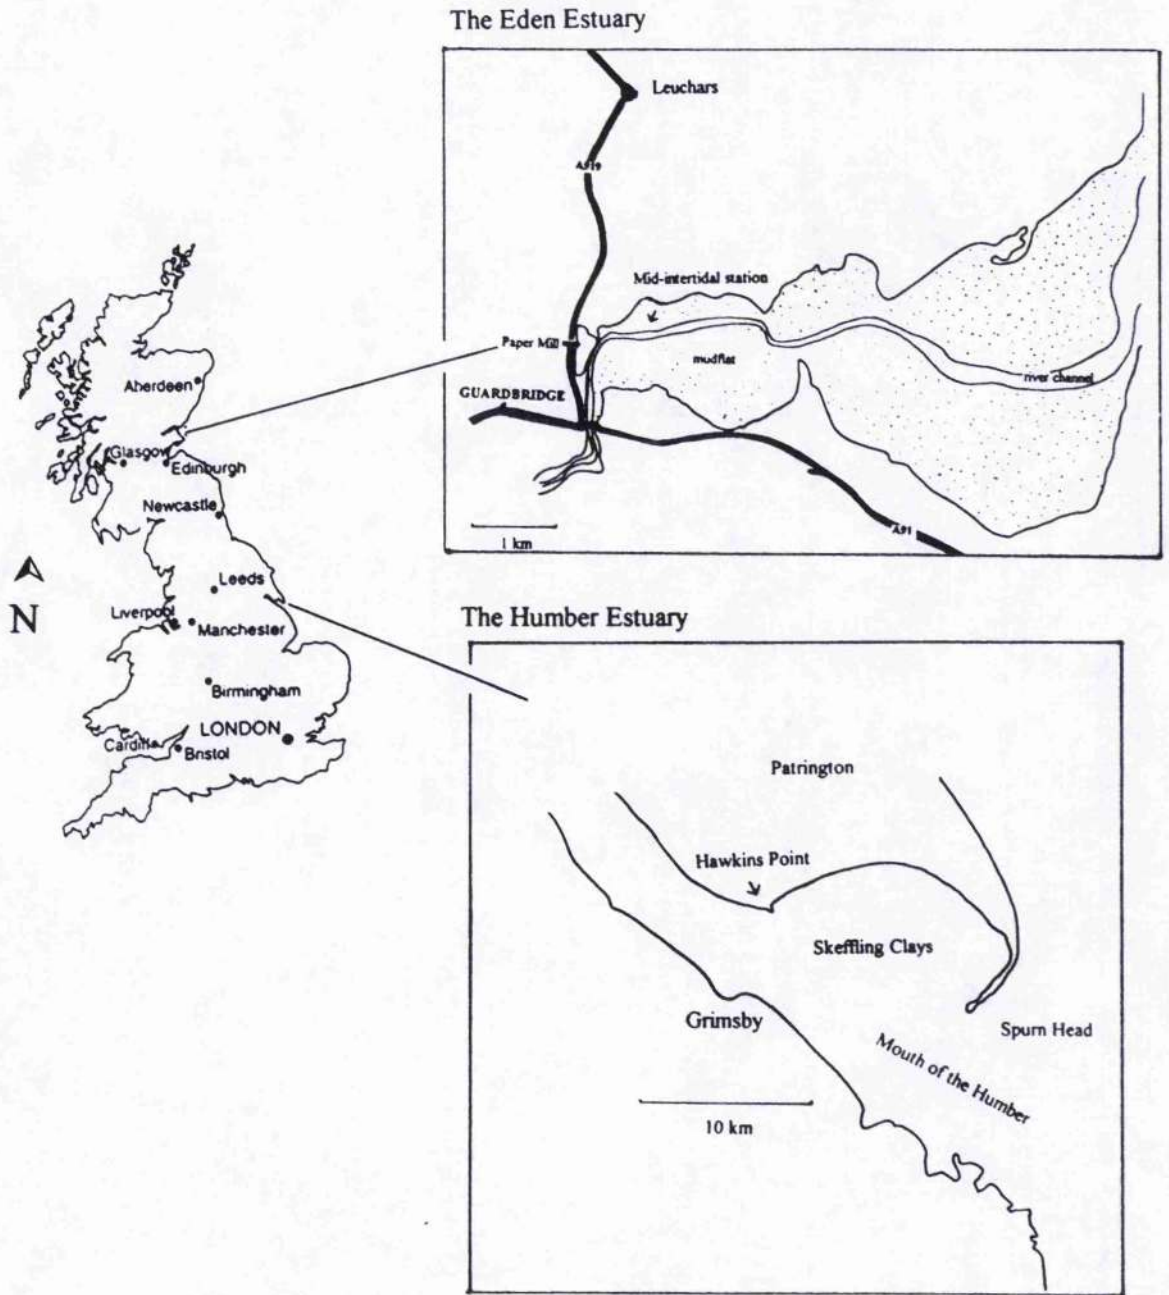 The Eden Estuary
Leuchars
A919
Mid-intertidal station
Paper Mill
mudflat
GUARDBRIDGE
river channel
1 km
A91
Aberdeen
Glasgow
Edinburgh
Newcastle
N
Leeds
Liverpool
Manchester
Birmingham
LONDON
Cardiff
Bristol
The Humber Estuary
Patrington
Hawkins Point
Skeffling Clays
Grimsby
Spurn Head
Mouth of the Humber
10 km